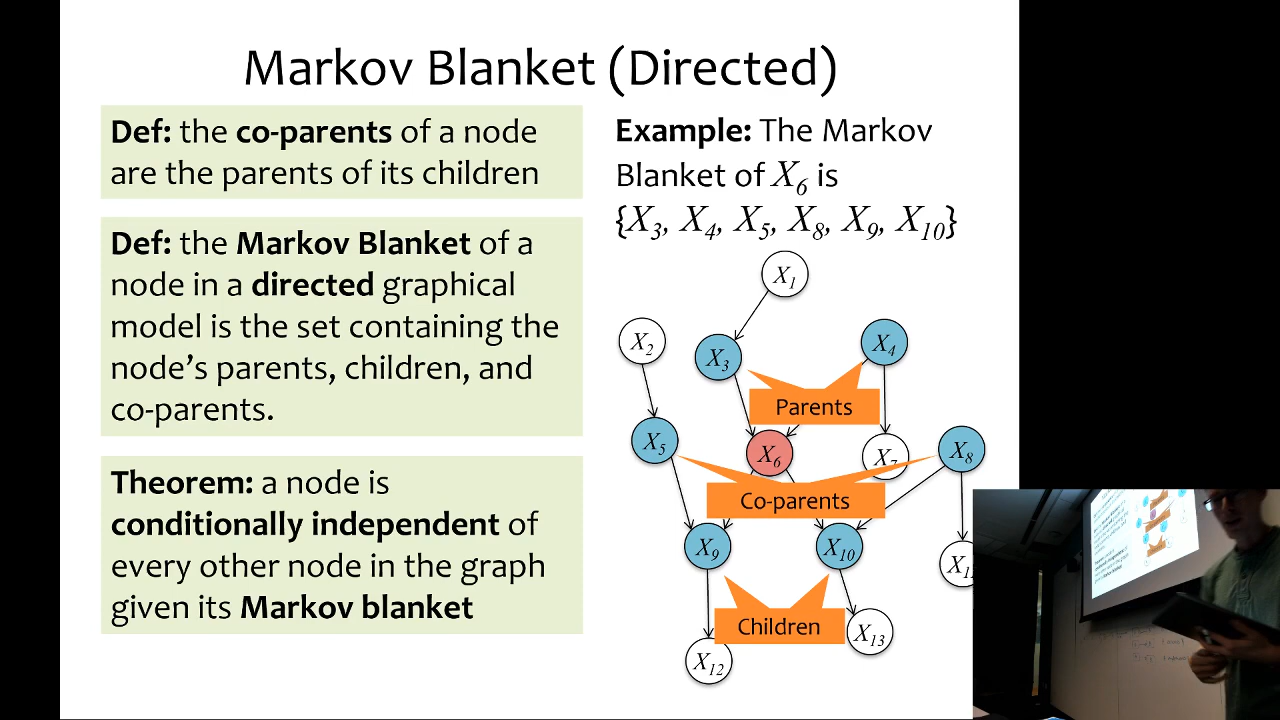 Markov Blanket (Directed)
Def: the co-parents of a node
are the parents of its children
Def: the Markov Blanket of a
node in a directed graphical
model is the set containing the
node's parents, children, and
co-parents.
Theorem: a node is
conditionally independent of
every other node in the graph
given its Markov blanket
Example: The Markov
Blanket of X6 is
{X3, X4, X5, X8, X9, X10}
X1
X2
X3
X4
Parents
X5
X6
X7
X8
Co-parents
X9
X10
Children
X13
X12